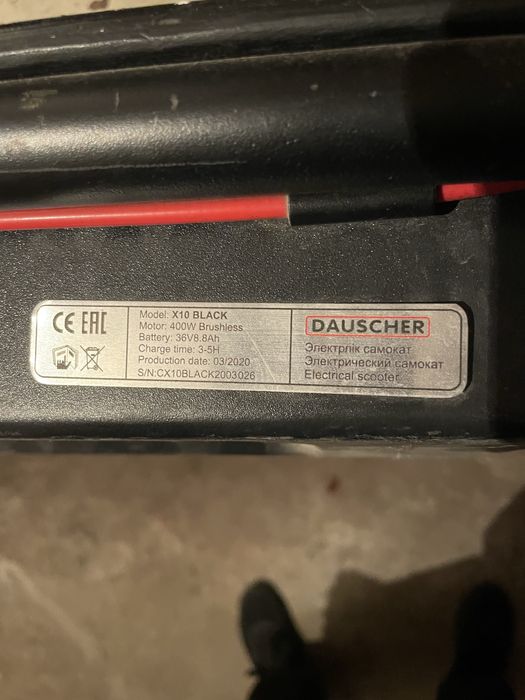 CE EAC
Model: X10 BLACK
Motor: 400W Brushless
Battery: 36V8.8Ah
Charge time: 3-5H
Production date: 03/2020
S/N:CX10BLACK2003026
DAUSCHER
Электрлік самокат
Электрический самокат
Electrical scooter